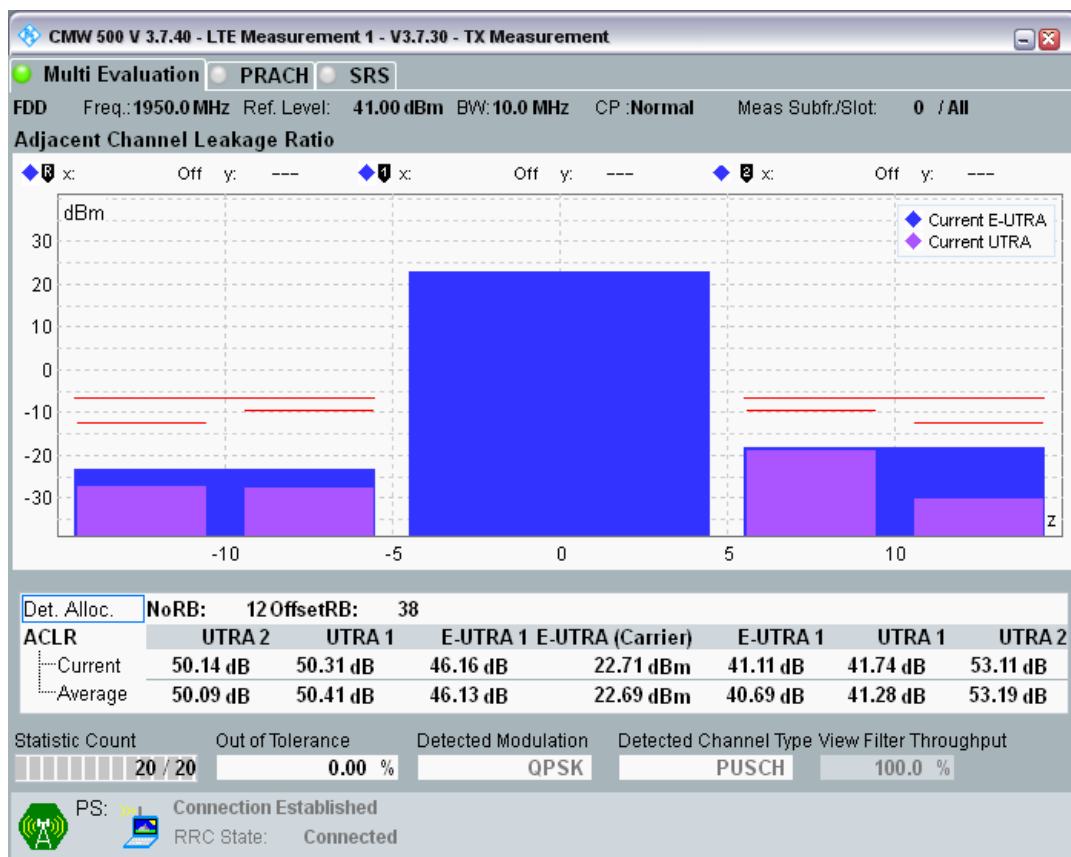 CMW 500 V 3.7.40 - LTE Measurement 1 - V3.7.30 - TX Measurement
Multi Evaluation PRACH SRS
FDD Freq.: 1950.0 MHz Ref. Level: 41.00 dBm BW: 10.0 MHz CP :Normal Meas Subfr./Slot: 0 / All
Adjacent Channel Leakage Ratio
R x: Off y: --- 1 x: Off y: --- 2 x: Off y: ---
dBm
Current E-UTRA
Current UTRA
30
20
10
0
-10
-20
-30
z
-10 -5 0 5 10
Det. Alloc. NoRB: 12 OffsetRB: 38
ACLR UTRA 2 UTRA 1 E-UTRA 1 E-UTRA (Carrier) E-UTRA 1 UTRA 1 UTRA 2
Current 50.14 dB 50.31 dB 46.16 dB 22.71 dBm 41.11 dB 41.74 dB 53.11 dB
Average 50.09 dB 50.41 dB 46.13 dB 22.69 dBm 40.69 dB 41.28 dB 53.19 dB
Statistic Count Out of Tolerance Detected Modulation Detected Channel Type View Filter Throughput
20 / 20 0.00 % QPSK PUSCH 100.0 %
PS: Connection Established
RRC State: Connected